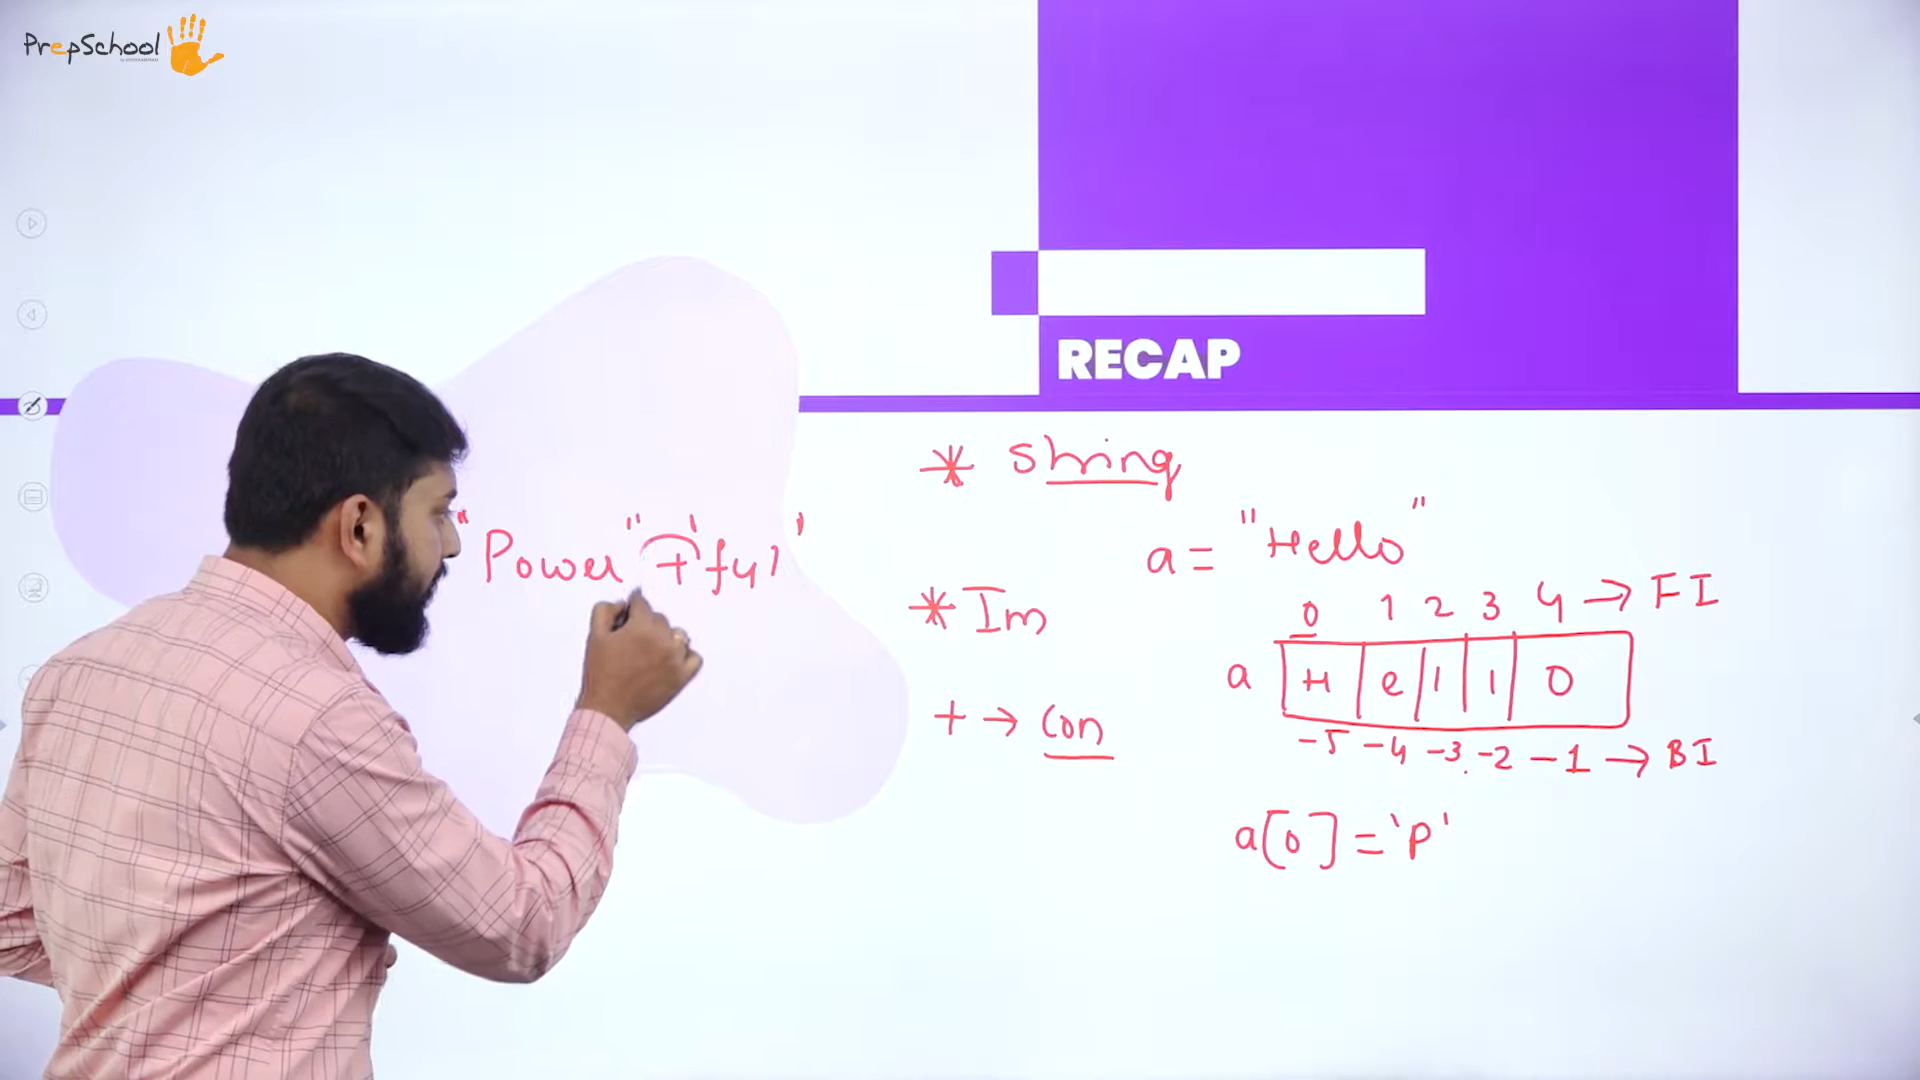 PrepSchool
RECAP
* String
a = "Hello"
"Power" + 'ful'
* Im
0 1 2 3 4 → FI
a H e l l o
-5 -4 -3 -2 -1 → BI
+ → Con
a[0] = 'P'